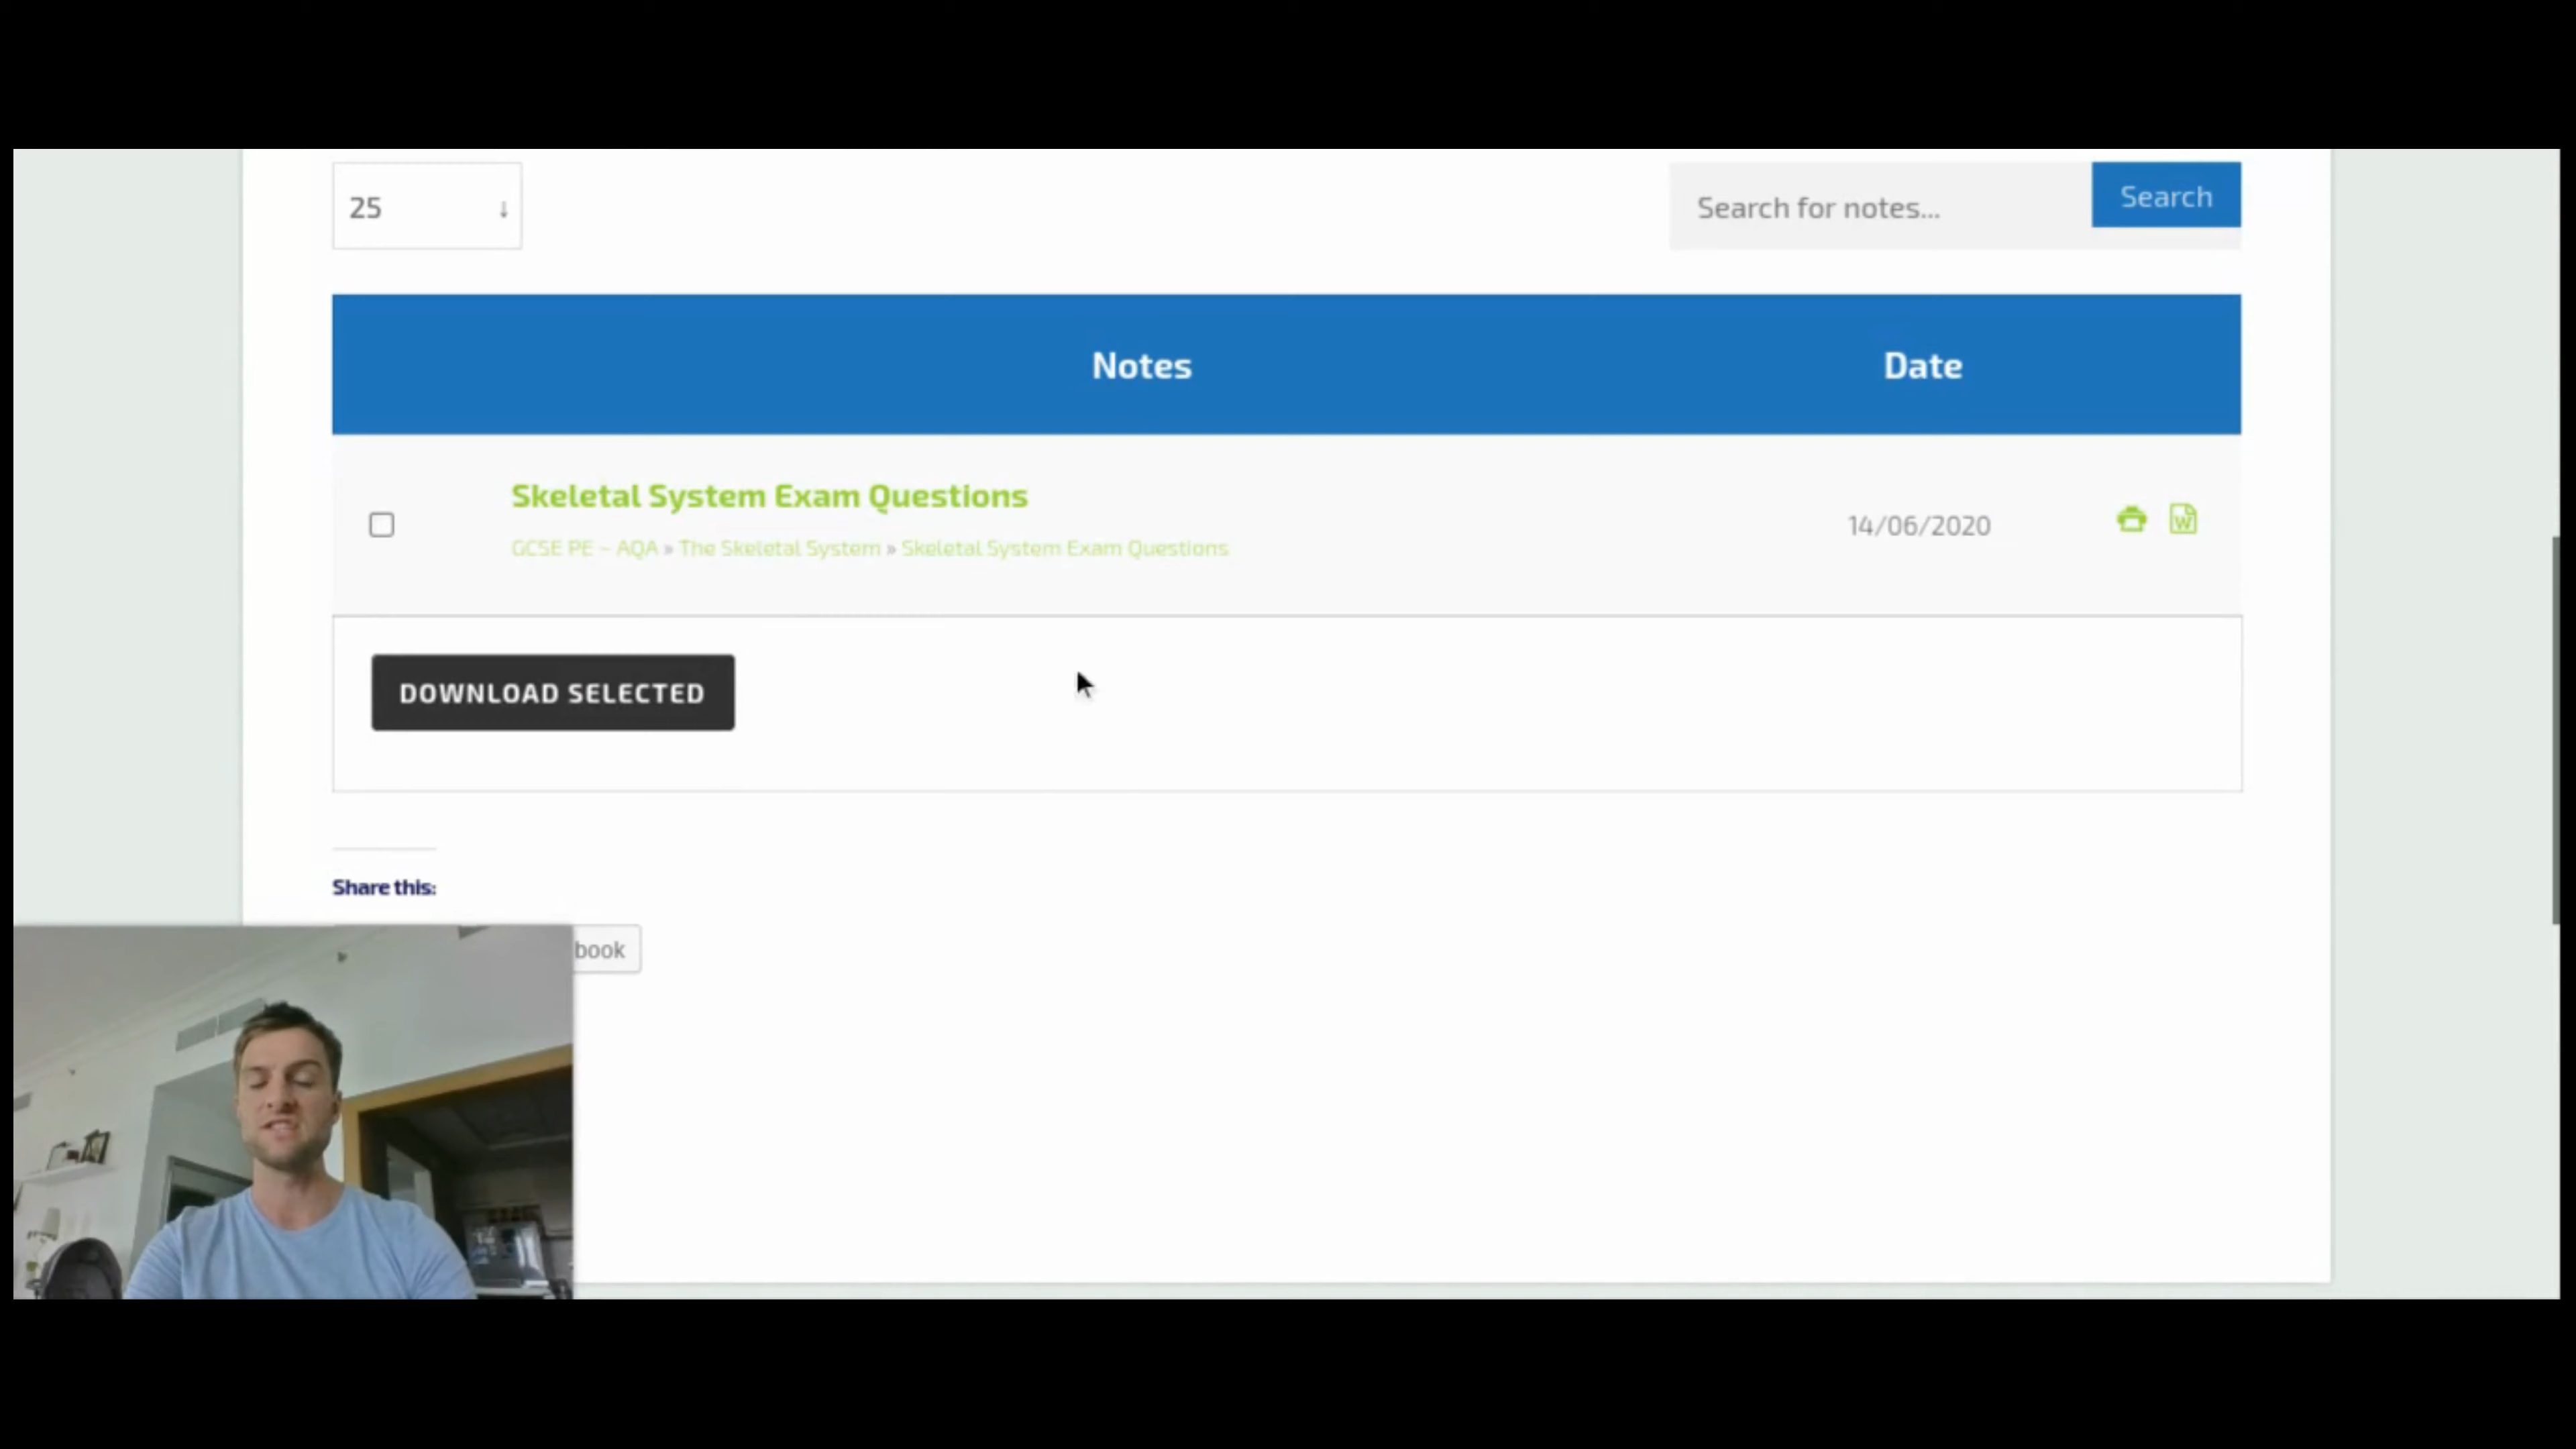 25 ↓
Search for notes...
Search
Notes
Date
Skeletal System Exam Questions
GCSE PE – AQA » The Skeletal System » Skeletal System Exam Questions
14/06/2020
DOWNLOAD SELECTED
Share this:
book